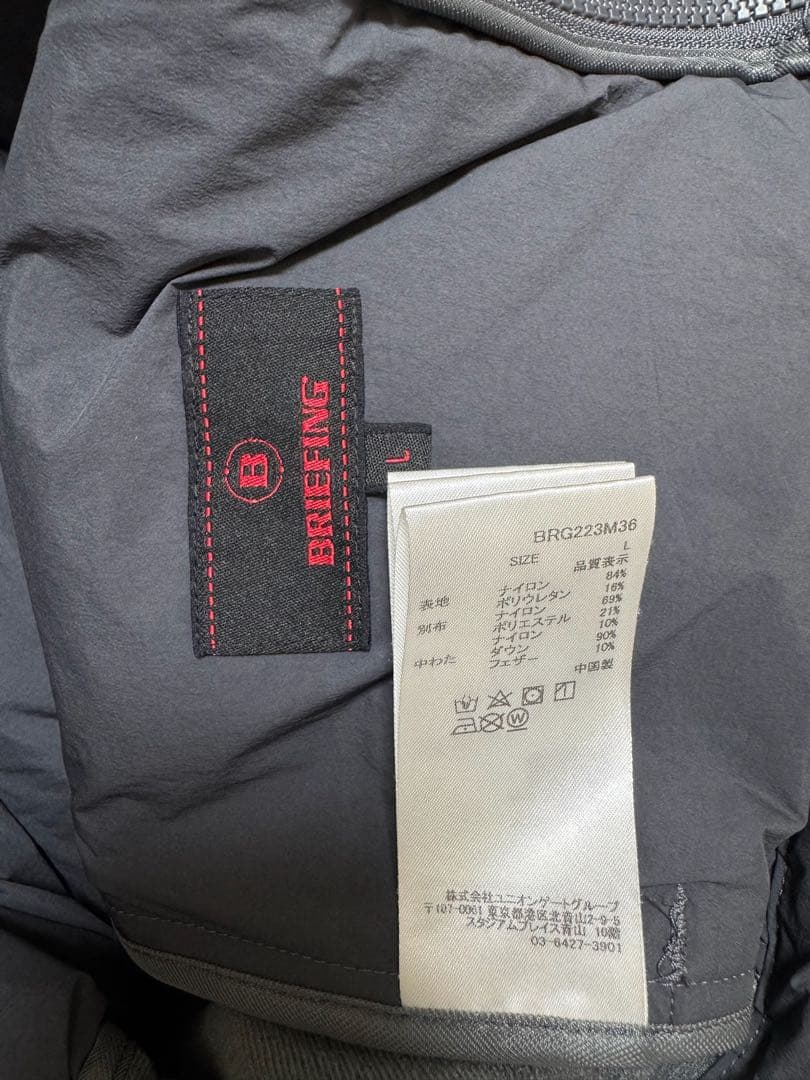 B
BRIEFING
L
BRG223M36
SIZE L
品質表示
表地 ナイロン 84%
ポリウレタン 16%
別布 ナイロン 69%
ポリエステル 21%
ナイロン 10%
中わた ダウン 90%
フェザー 10%
中国製
W
株式会社ユニオンゲートグループ
〒107-0061 東京都港区北青山2-9-5
スタジアムプレイス青山 10階
03-6427-3901